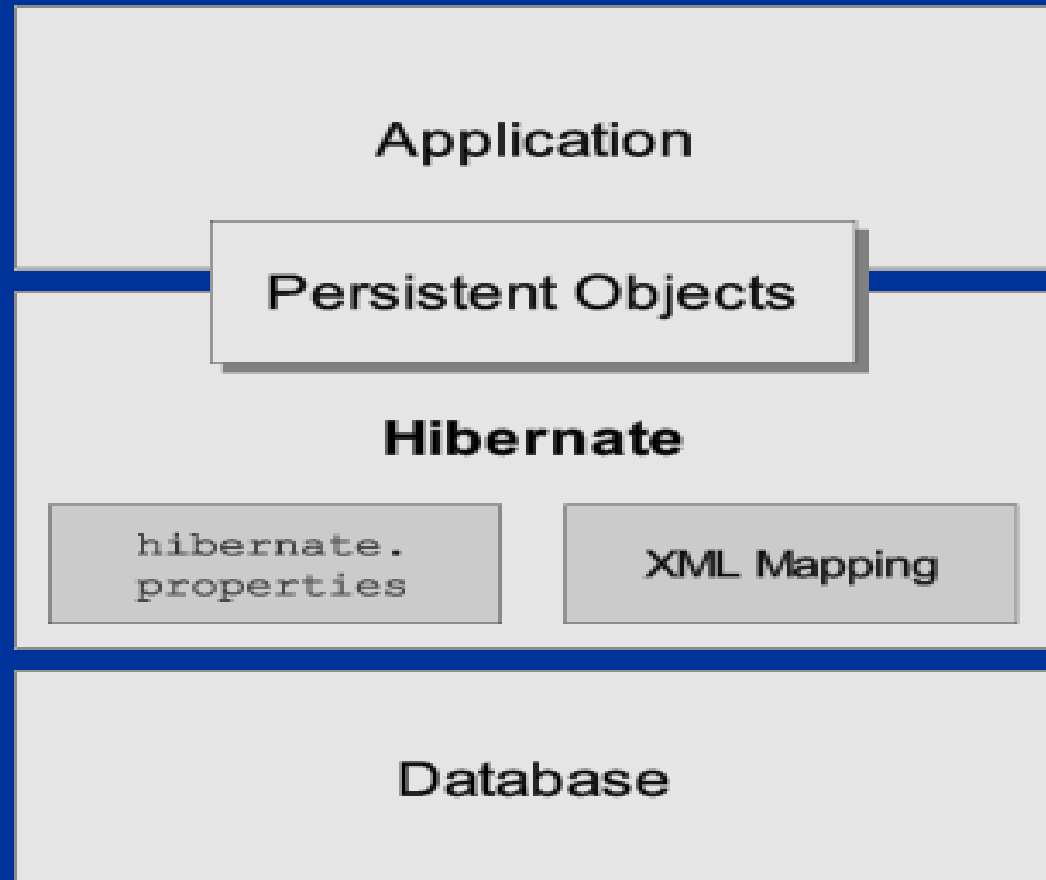 Application
Persistent Objects
Hibernate
hibernate.
properties
XML Mapping
Database